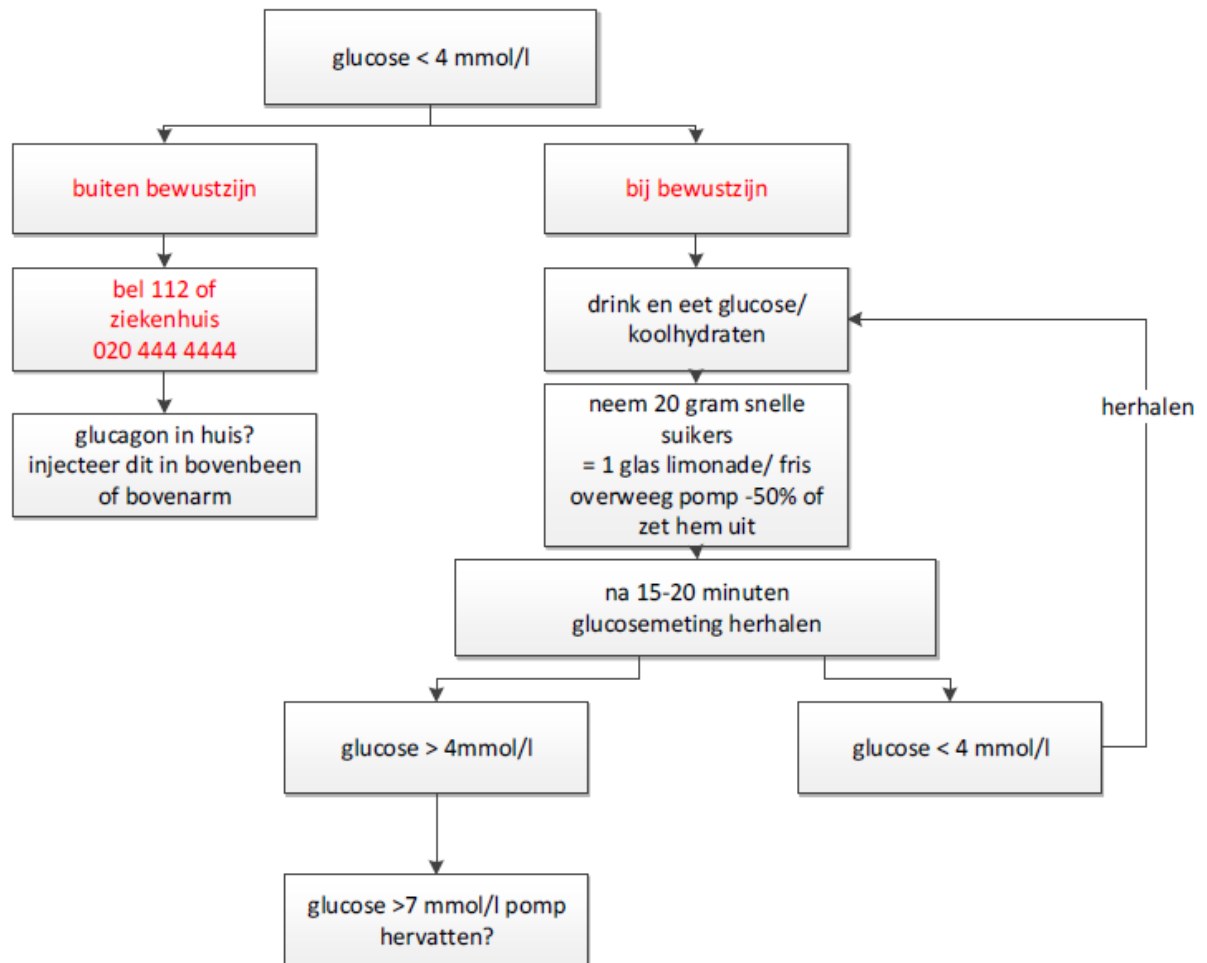 glucose < 4 mmol/l
buiten bewustzijn
bij bewustzijn
bel 112 of
ziekenhuis
020 444 4444
drink en eet glucose/
koolhydraten
glucagon in huis?
injecteer dit in bovenbeen
of bovenarm
neem 20 gram snelle
suikers
= 1 glas limonade/ fris
overweeg pomp -50% of
zet hem uit
herhalen
na 15-20 minuten
glucosemeting herhalen
glucose > 4mmol/l
glucose < 4 mmol/l
glucose >7 mmol/l pomp
hervatten?